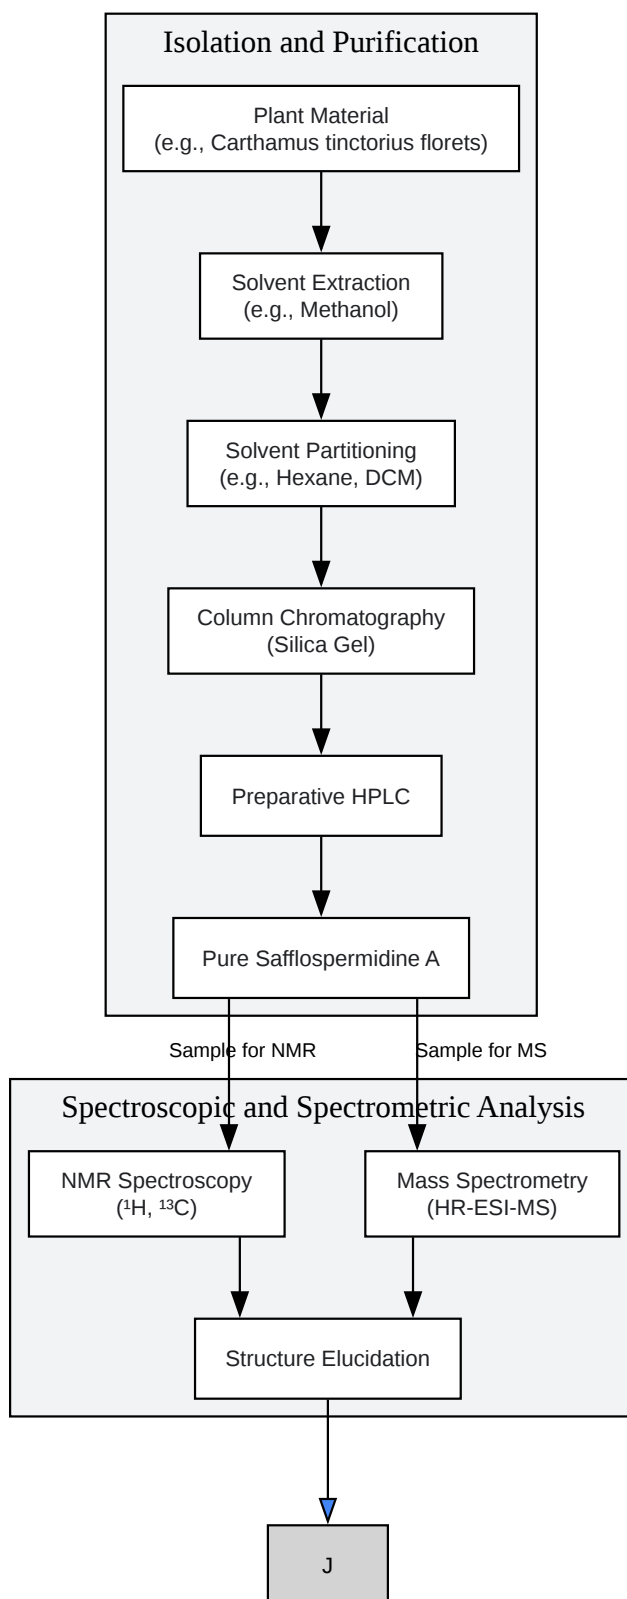 Isolation and Purification
Plant Material
(e.g., Carthamus tinctorius florets)
Solvent Extraction
(e.g., Methanol)
Solvent Partitioning
(e.g., Hexane, DCM)
Column Chromatography
(Silica Gel)
Preparative HPLC
Pure Safflospermidine A
Sample for NMR
Sample for MS
Spectroscopic and Spectrometric Analysis
NMR Spectroscopy
(¹H, ¹³C)
Mass Spectrometry
(HR-ESI-MS)
Structure Elucidation
J